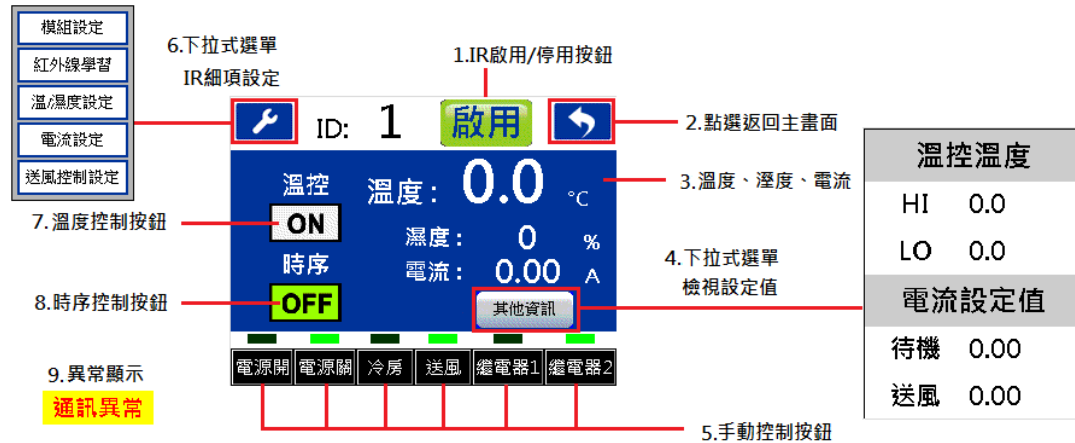 模組設定
紅外線學習
溫/濕度設定
電流設定
送風控制設定
6.下拉式選單
IR細項設定
1.IR啟用/停用按鈕
ID: 1 啟用
2.點選返回主畫面
3.溫度、溼度、電流
溫控
溫度: 0.0 °C
ON
濕度: 0 %
時序
電流: 0.00 A
OFF
其他資訊
7.溫度控制按鈕
8.時序控制按鈕
4.下拉式選單
檢視設定值
溫控溫度
HI 0.0
LO 0.0
電流設定值
待機 0.00
送風 0.00
電源開 電源關 冷房 送風 繼電器1 繼電器2
9.異常顯示
通訊異常
5.手動控制按鈕